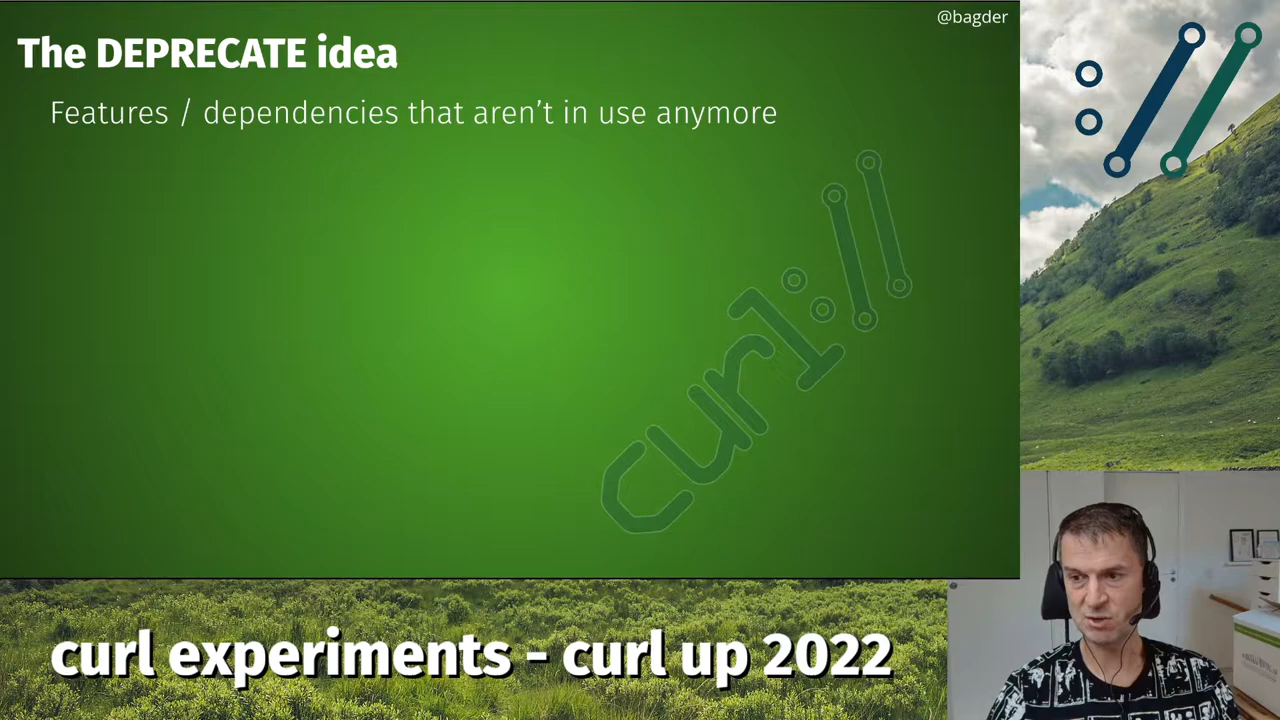 @bagder
The DEPRECATE idea
Features / dependencies that aren't in use anymore
curl://
curl experiments - curl up 2022